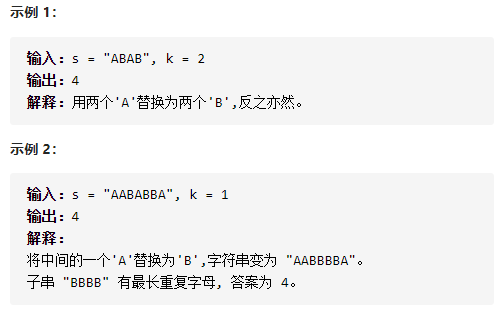 示例 1：
输入：s = "ABAB", k = 2
输出：4
解释：用两个'A'替换为两个'B',反之亦然。
示例 2：
输入：s = "AABABBA", k = 1
输出：4
解释：
将中间的一个'A'替换为'B',字符串变为 "AABBBBA"。
子串 "BBBB" 有最长重复字母, 答案为 4。